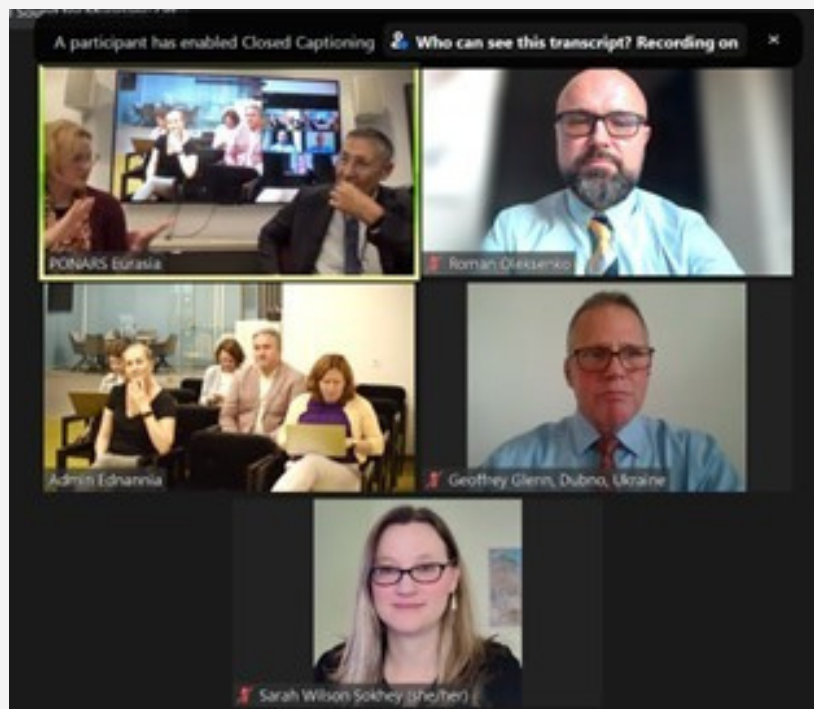 A participant has enabled Closed Captioning
Who can see this transcript? Recording on
PONARS Eurasia
Roman Oleksenko
Admin Ednannia
Geoffrey Glenn, Dubno, Ukraine
Sarah Wilson Sokhey (she/her)